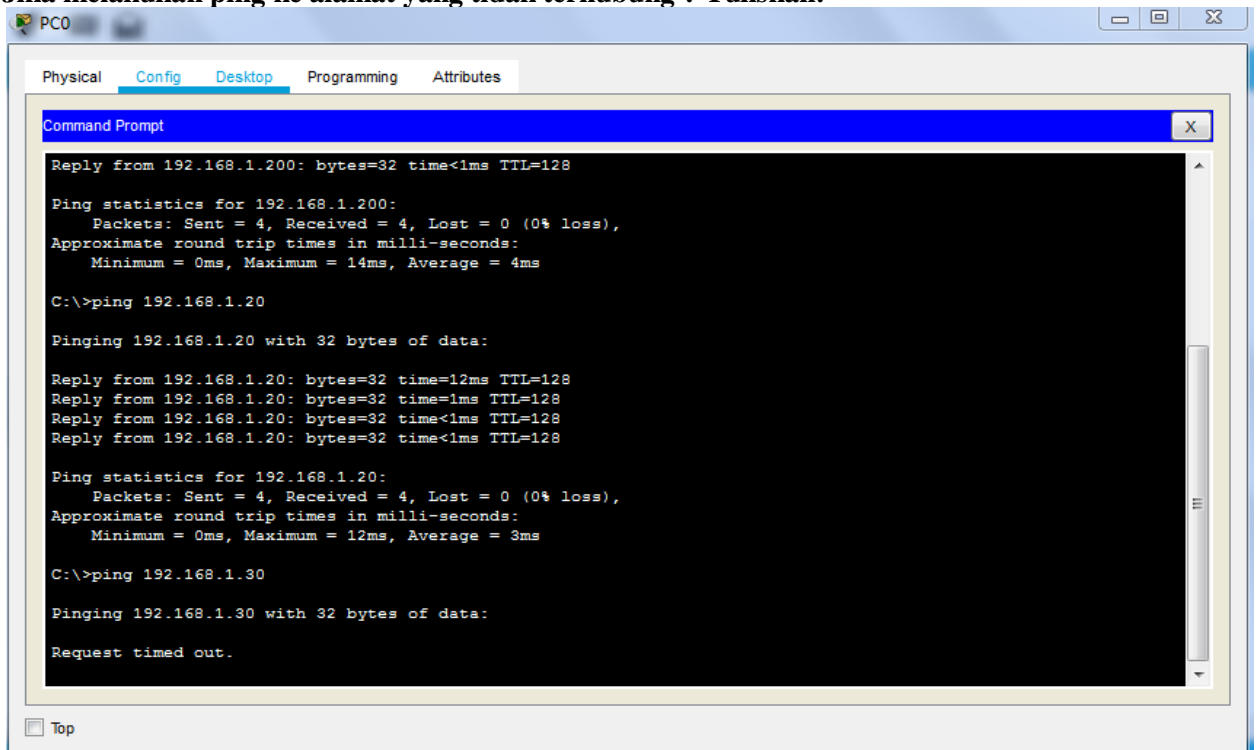 melakukan ping ke alamat yang tidak terhubung ? Tuliskan!
PC0
Physical Config Desktop Programming Attributes
Command Prompt
X
Reply from 192.168.1.200: bytes=32 time<1ms TTL=128
Ping statistics for 192.168.1.200:
Packets: Sent = 4, Received = 4, Lost = 0 (0% loss),
Approximate round trip times in milli-seconds:
Minimum = 0ms, Maximum = 14ms, Average = 4ms
C:\>ping 192.168.1.20
Pinging 192.168.1.20 with 32 bytes of data:
Reply from 192.168.1.20: bytes=32 time=12ms TTL=128
Reply from 192.168.1.20: bytes=32 time=1ms TTL=128
Reply from 192.168.1.20: bytes=32 time<1ms TTL=128
Reply from 192.168.1.20: bytes=32 time<1ms TTL=128
Ping statistics for 192.168.1.20:
Packets: Sent = 4, Received = 4, Lost = 0 (0% loss),
Approximate round trip times in milli-seconds:
Minimum = 0ms, Maximum = 12ms, Average = 3ms
C:\>ping 192.168.1.30
Pinging 192.168.1.30 with 32 bytes of data:
Request timed out.
Top